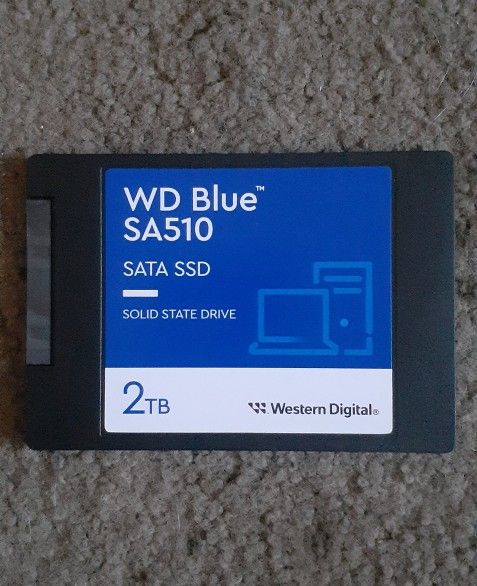 WD Blue™
SA510
SATA SSD
SOLID STATE DRIVE
2TB
Western Digital®